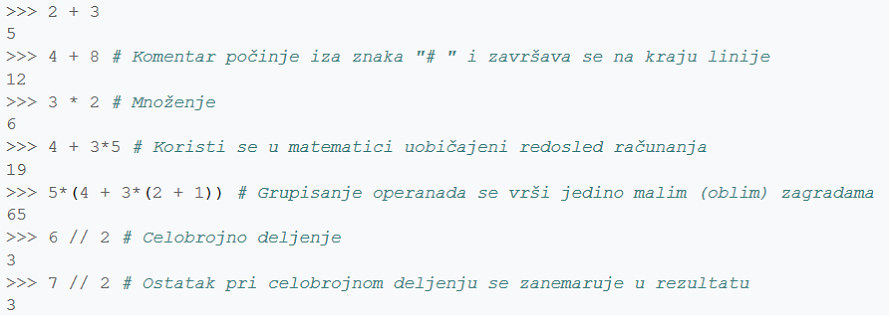 >>> 2 + 3
5
>>> 4 + 8 # Komentar počinje iza znaka "# " i završava se na kraju linije
12
>>> 3 * 2 # Množenje
6
>>> 4 + 3*5 # Koristi se u matematici uobičajeni redosled računanja
19
>>> 5*(4 + 3*(2 + 1)) # Grupisanje operanada se vrši jedino malim (oblim) zagradama
65
>>> 6 // 2 # Celobrojno deljenje
3
>>> 7 // 2 # Ostatak pri celobrojnom deljenju se zanemaruje u rezultatu
3